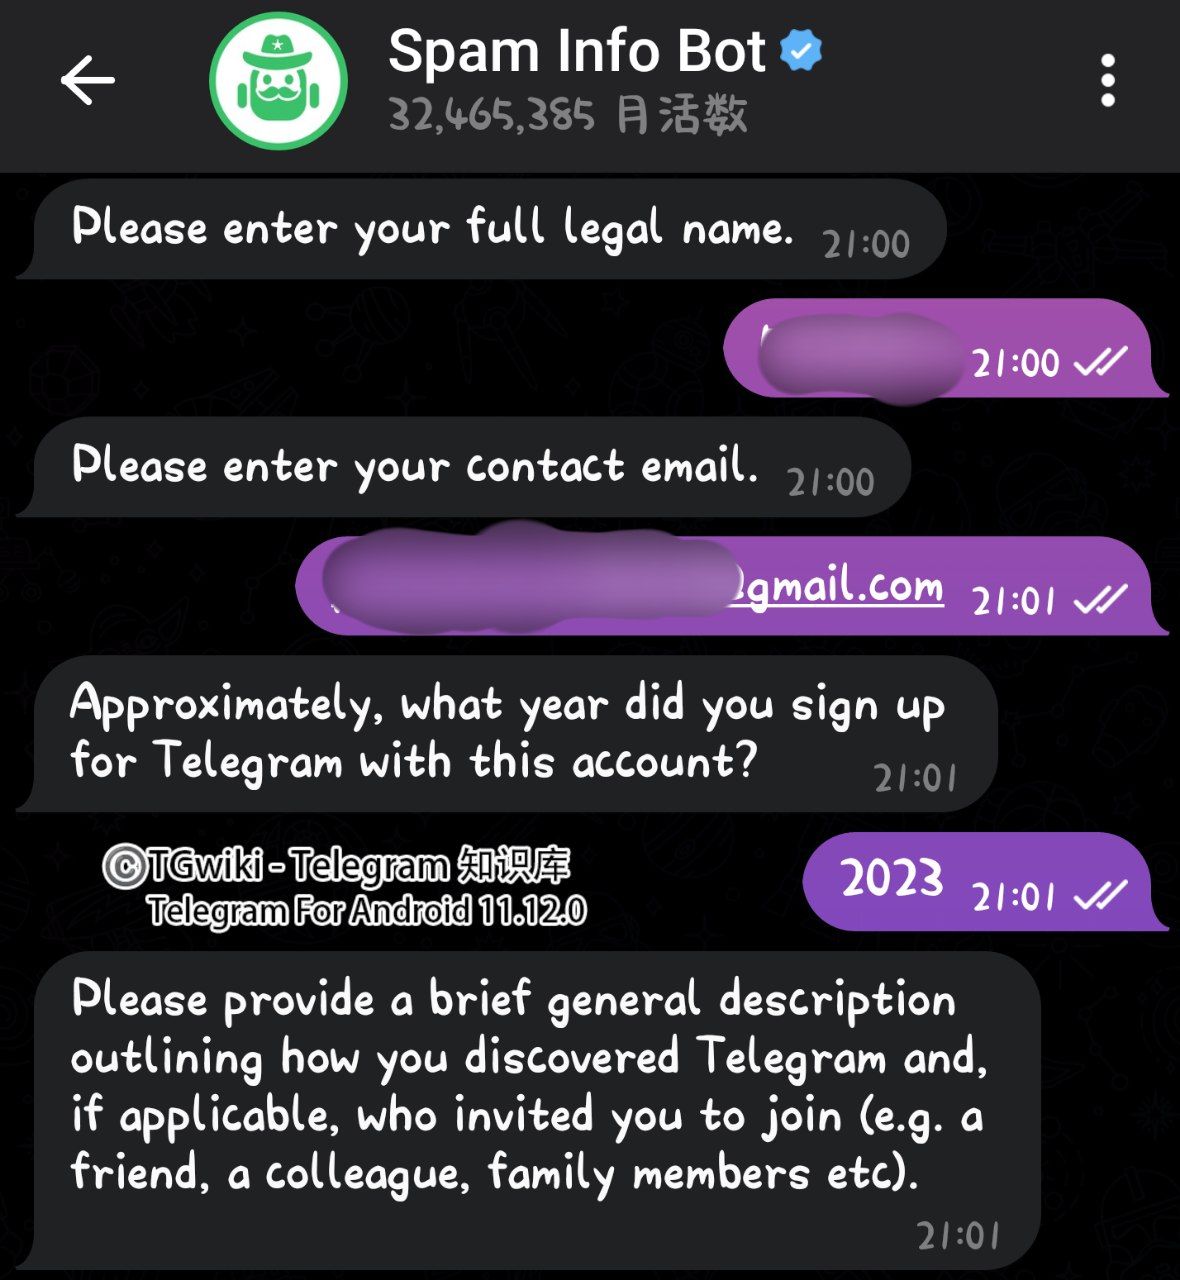 Spam Info Bot
32,465,385 月活数
Please enter your full legal name. 21:00
21:00
Please enter your contact email. 21:00
gmail.com 21:01
Approximately, what year did you sign up
for Telegram with this account? 21:01
©TGwiki - Telegram 知识库
Telegram For Android 11.12.0
2023 21:01
Please provide a brief general description
outlining how you discovered Telegram and,
if applicable, who invited you to join (e.g. a
friend, a colleague, family members etc).
21:01